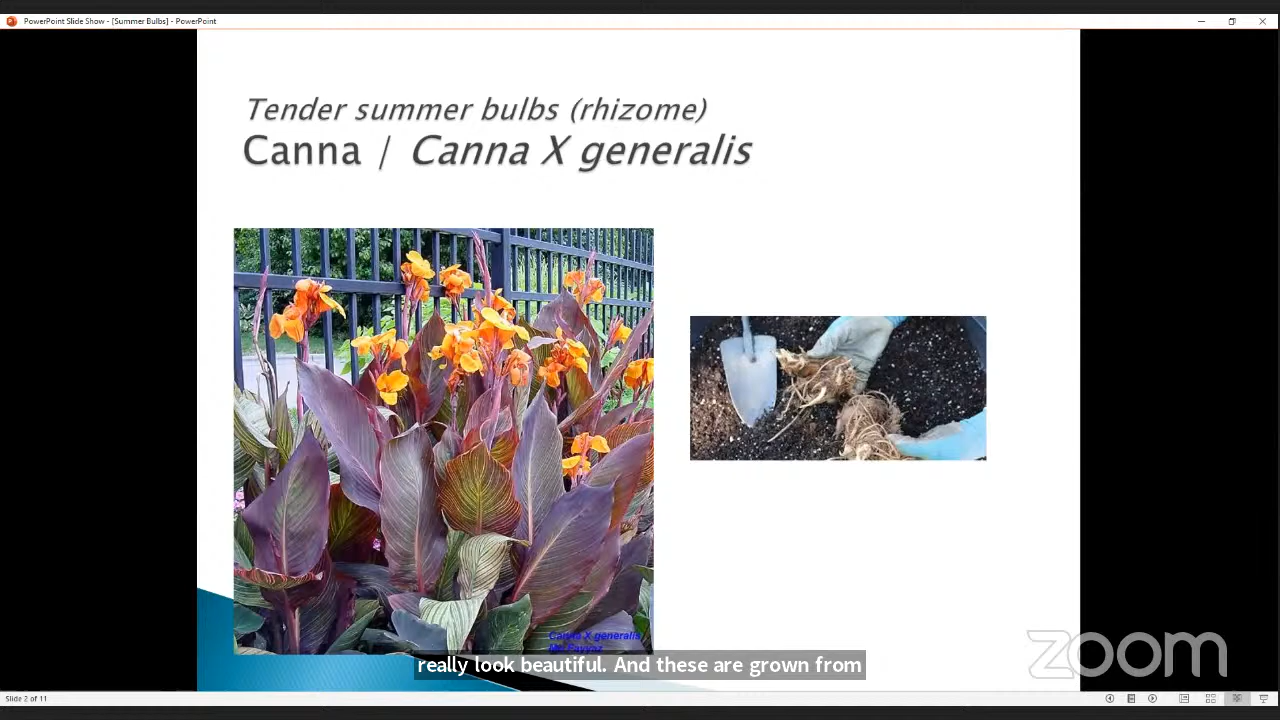 PowerPoint Slide Show - [Summer Bulbs] - PowerPoint
Tender summer bulbs (rhizome)
Canna / Canna X generalis
Canna X generalis
really look beautiful. And these are grown from
zoom
Slide 2 of 11